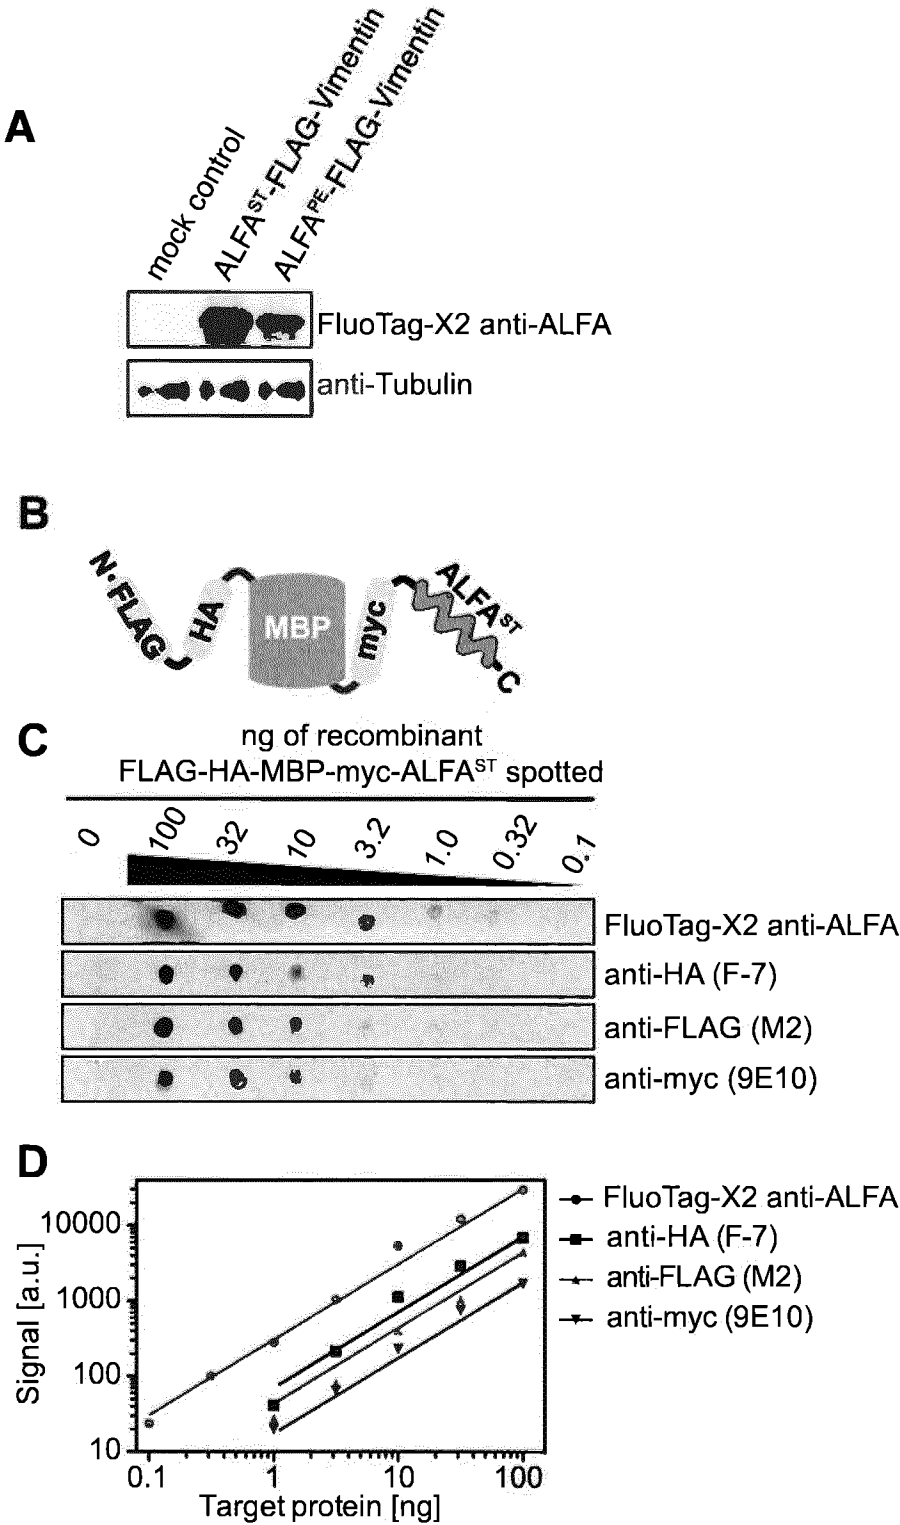 A
mock control
ALFAST-FLAG-Vimentin
ALFAPE-FLAG-Vimentin
FluoTag-X2 anti-ALFA
anti-Tubulin
B
N FLAG HA MBP myc ALFAST C
C
ng of recombinant
FLAG-HA-MBP-myc-ALFAST spotted
0 100 32 10 3.2 1.0 0.32 0.1
FluoTag-X2 anti-ALFA
anti-HA (F-7)
anti-FLAG (M2)
anti-myc (9E10)
D
Signal [a.u.]
10000
1000
100
10
0.1 1 10 100
Target protein [ng]
FluoTag-X2 anti-ALFA
anti-HA (F-7)
anti-FLAG (M2)
anti-myc (9E10)